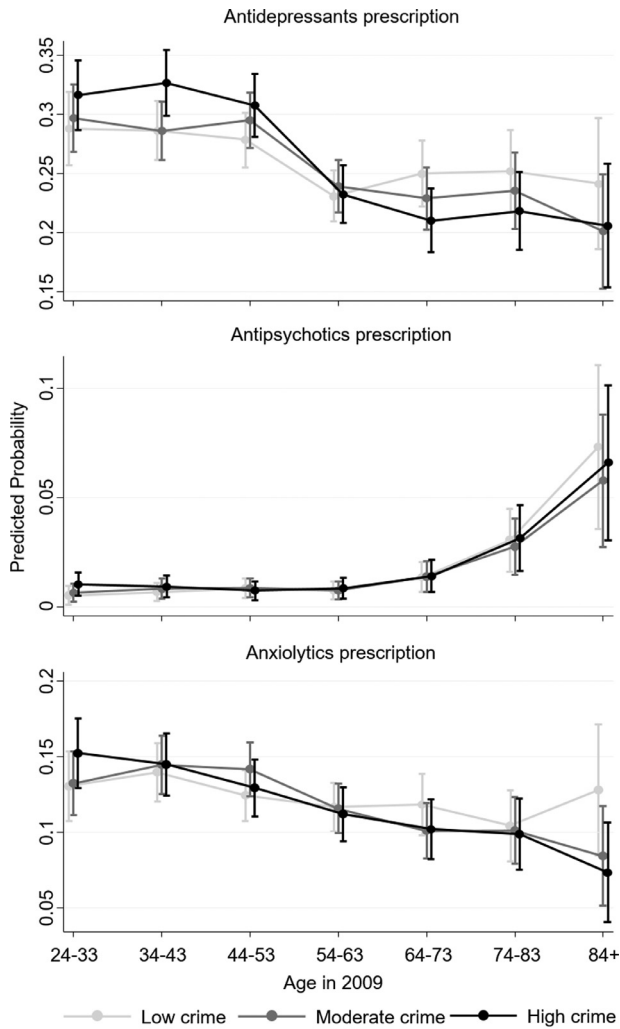 Antidepressants prescription
0.35
0.3
0.25
0.2
0.15
Antipsychotics prescription
0.1
0.05
0
Predicted Probability
Anxiolytics prescription
0.2
0.15
0.1
0.05
24-33 34-43 44-53 54-63 64-73 74-83 84+
Age in 2009
Low crime Moderate crime High crime